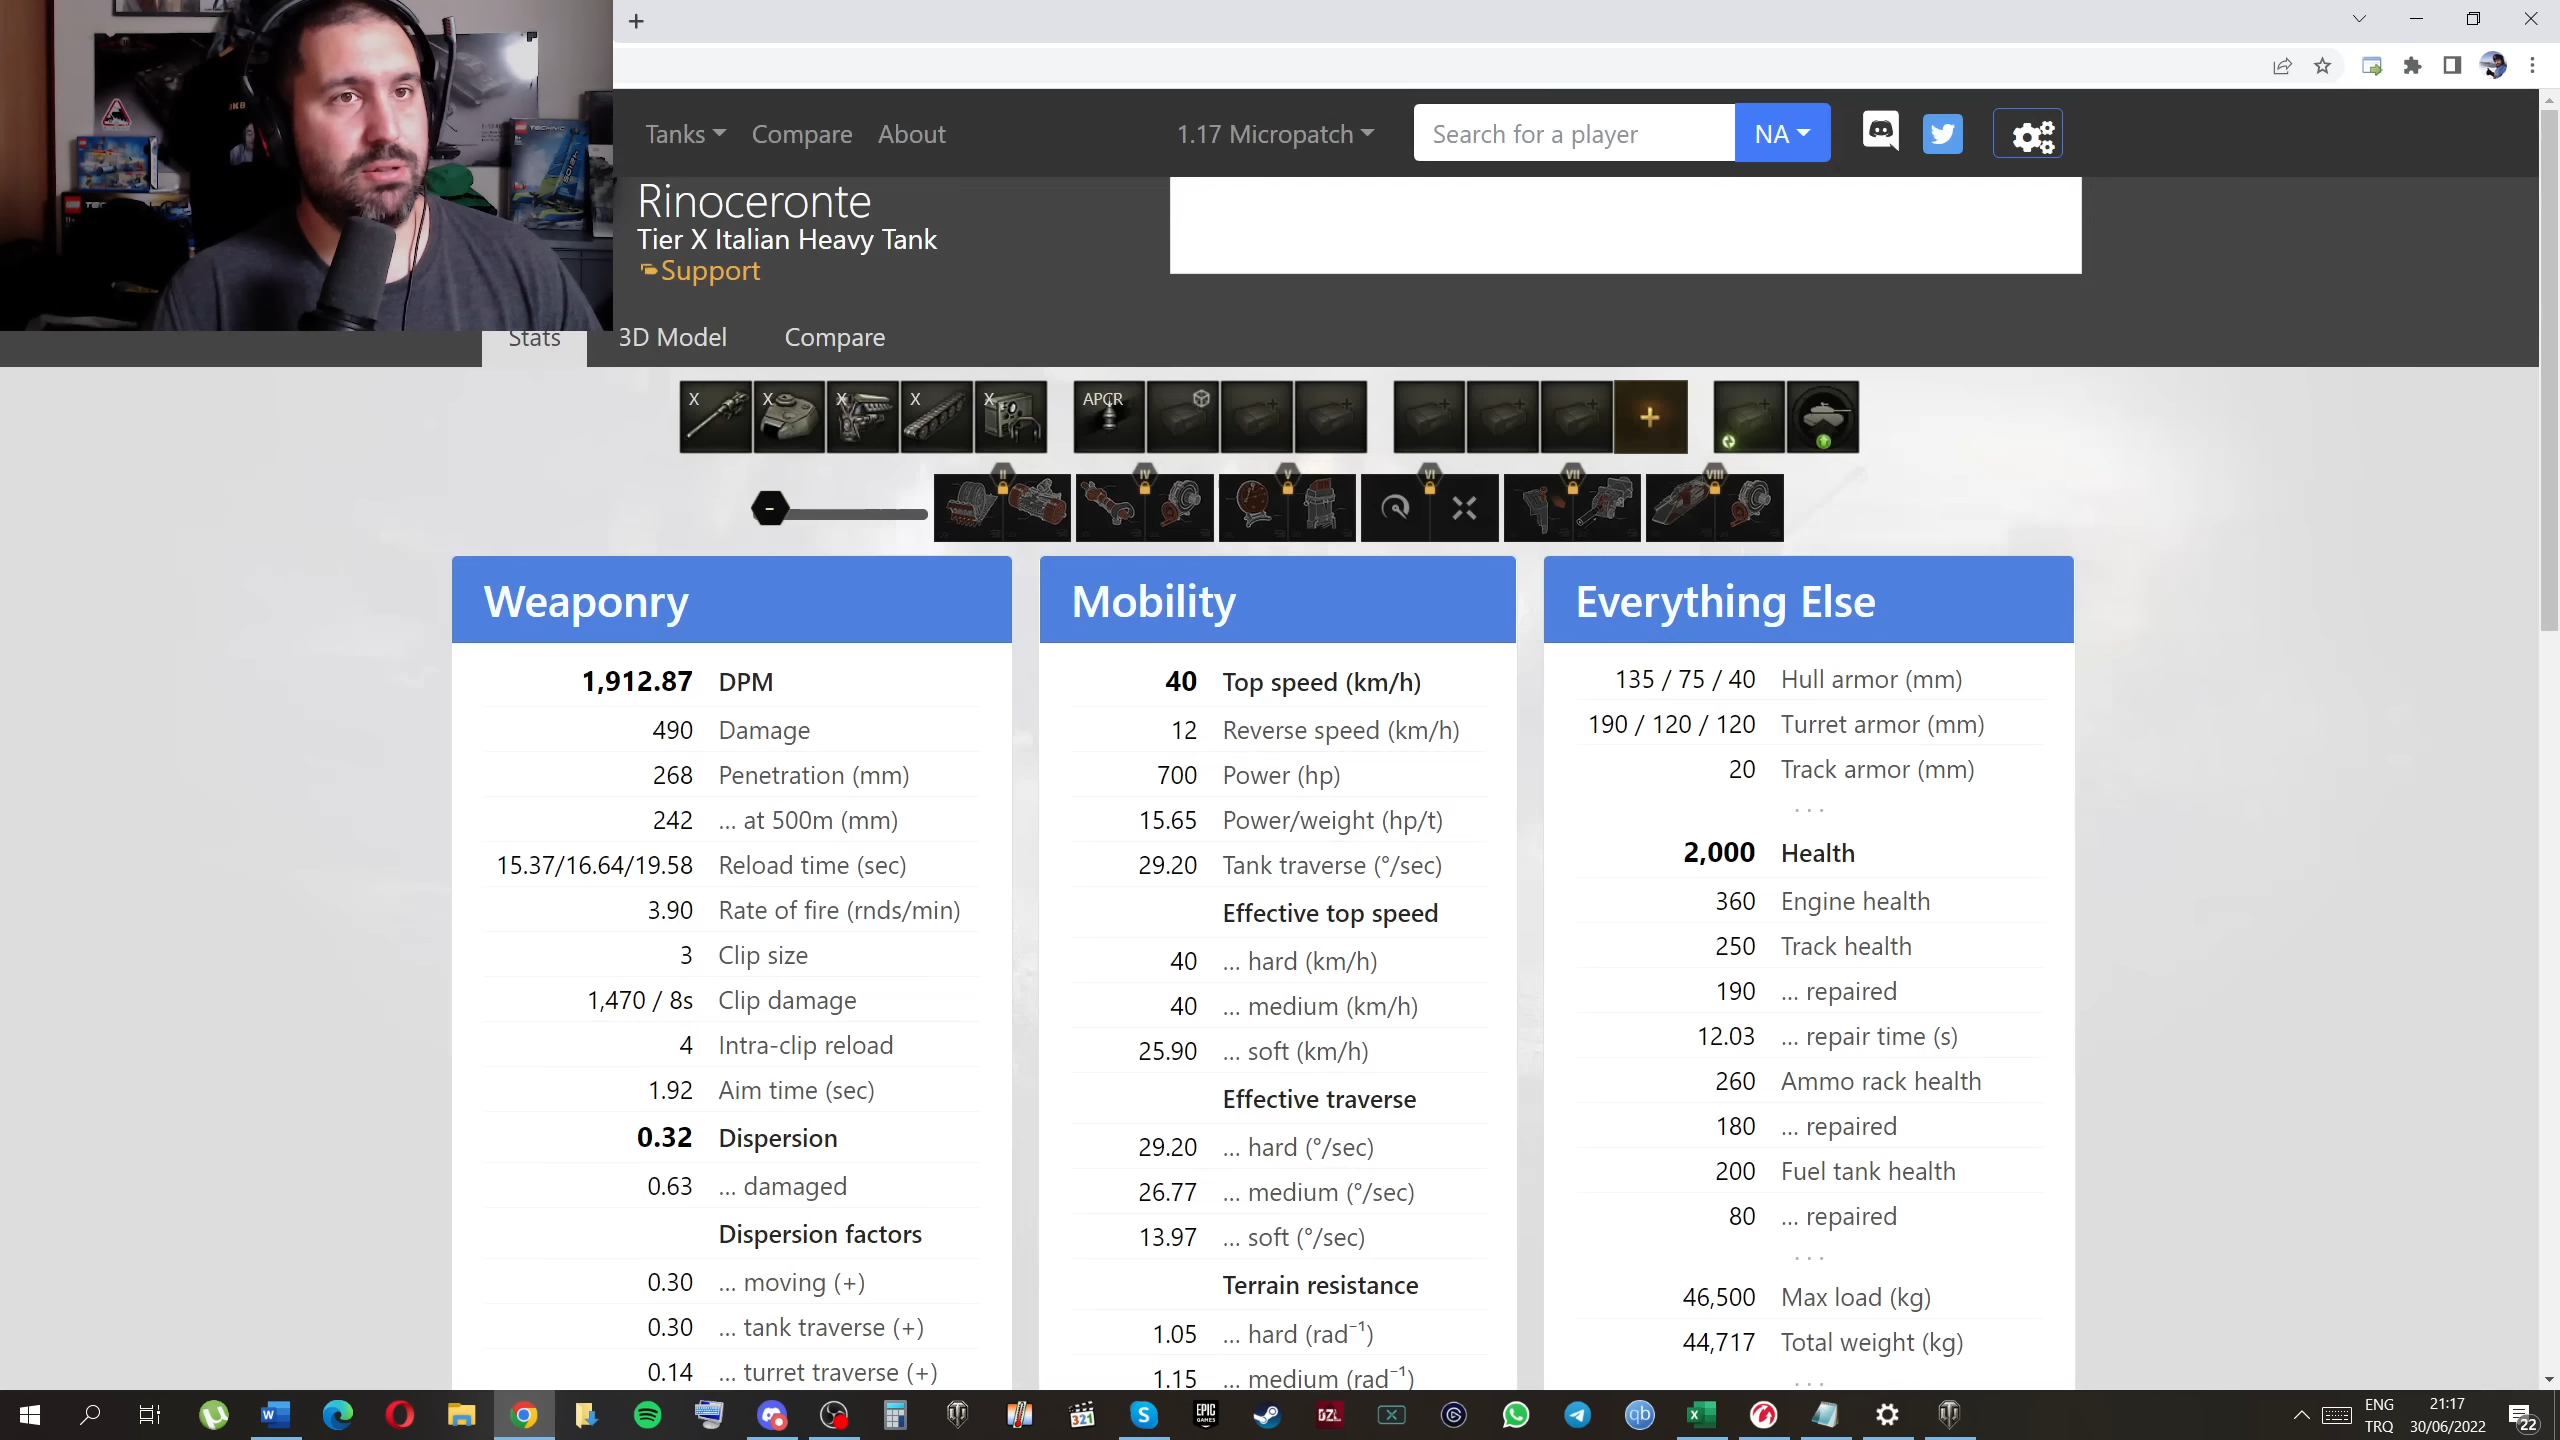 Tanks Compare About 1.17 Micropatch Search for a player NA
Rinoceronte
Tier X Italian Heavy Tank
Support
Stats 3D Model Compare
X X X X X APCR
II IV V VI VII VIII
Weaponry
1,912.87 DPM
490 Damage
268 Penetration (mm)
242 ... at 500m (mm)
15.37/16.64/19.58 Reload time (sec)
3.90 Rate of fire (rnds/min)
3 Clip size
1,470 / 8s Clip damage
4 Intra-clip reload
1.92 Aim time (sec)
0.32 Dispersion
0.63 ... damaged
Dispersion factors
0.30 ... moving (+)
0.30 ... tank traverse (+)
0.14 ... turret traverse (+)
Mobility
40 Top speed (km/h)
12 Reverse speed (km/h)
700 Power (hp)
15.65 Power/weight (hp/t)
29.20 Tank traverse (°/sec)
Effective top speed
40 ... hard (km/h)
40 ... medium (km/h)
25.90 ... soft (km/h)
Effective traverse
29.20 ... hard (°/sec)
26.77 ... medium (°/sec)
13.97 ... soft (°/sec)
Terrain resistance
1.05 ... hard (rad⁻¹)
1.15 ... medium (rad⁻¹)
Everything Else
135 / 75 / 40 Hull armor (mm)
190 / 120 / 120 Turret armor (mm)
20 Track armor (mm)
...
2,000 Health
360 Engine health
250 Track health
190 ... repaired
12.03 ... repair time (s)
260 Ammo rack health
180 ... repaired
200 Fuel tank health
80 ... repaired
...
46,500 Max load (kg)
44,717 Total weight (kg)
...
321
EPIC GAMES
DZL
qb
ENG
TRQ
21:17
30/06/2022
22